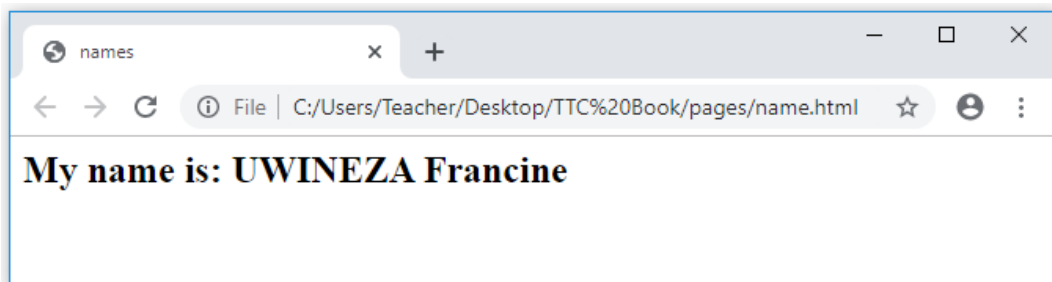 names
File | C:/Users/Teacher/Desktop/TTC%20Book/pages/name.html
My name is: UWINEZA Francine